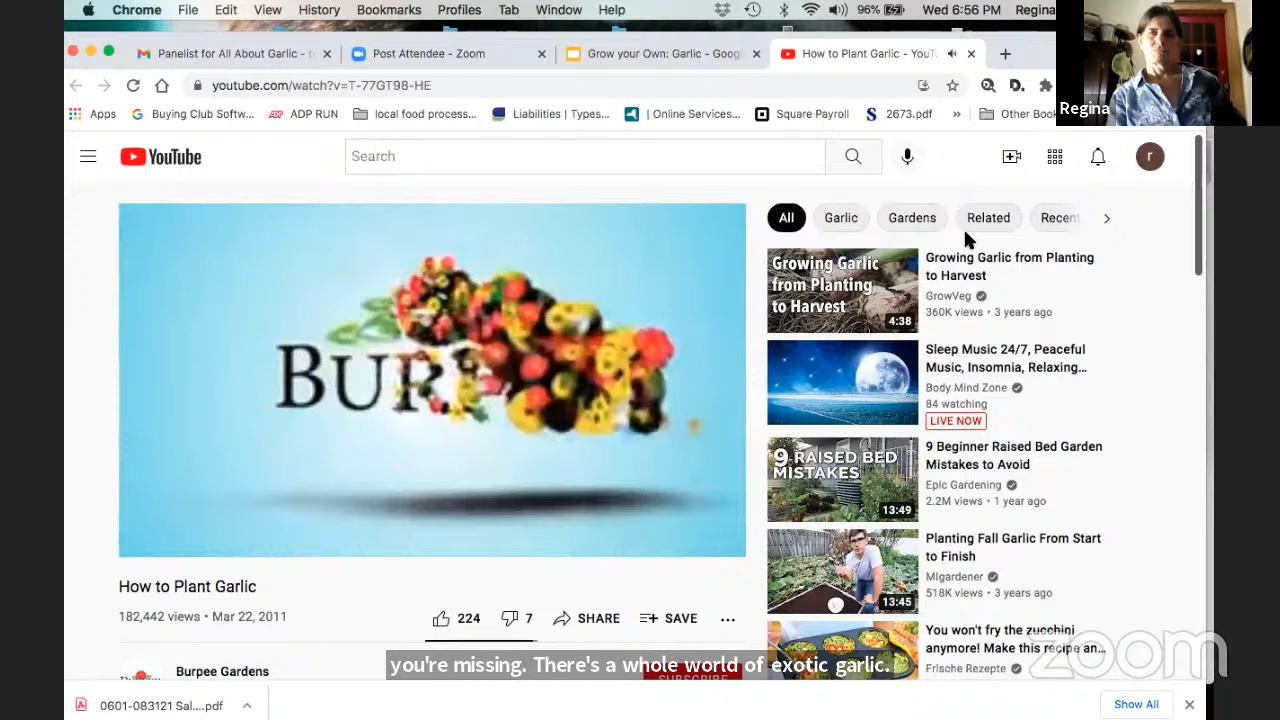 Chrome File Edit View History Bookmarks Profiles Tab Window Help 96% Wed 6:56 PM Regina
Panelist for All About Garlic - t Post Attendee - Zoom Grow your Own: Garlic - Goog How to Plant Garlic - YouTu
youtube.com/watch?v=T-77GT98-HE
Regina
Apps Buying Club Softw... ADP RUN local food process... Liabilities | Types... | Online Services... Square Payroll 2673.pdf » Other Boo
YouTube Search r
All Garlic Gardens Related Recent
Growing Garlic
from Planting
to Harvest
4:38
Growing Garlic from Planting
to Harvest
GrowVeg
360K views • 3 years ago
Sleep Music 24/7, Peaceful
Music, Insomnia, Relaxing...
Body Mind Zone
84 watching
LIVE NOW
9 RAISED BED
MISTAKES
13:49
9 Beginner Raised Bed Garden
Mistakes to Avoid
Epic Gardening
2.2M views • 1 year ago
13:45
Planting Fall Garlic From Start
to Finish
MIgardener
518K views • 3 years ago
You won't fry the zucchini
anymore! Make this recipe an...
Frische Rezepte
How to Plant Garlic
182,442 views • Mar 22, 2011
224 7 SHARE SAVE ...
you're missing. There's a whole world of exotic garlic.
Burpee Gardens
SUBSCRIBE
zoom
0601-083121 Sal....pdf
Show All